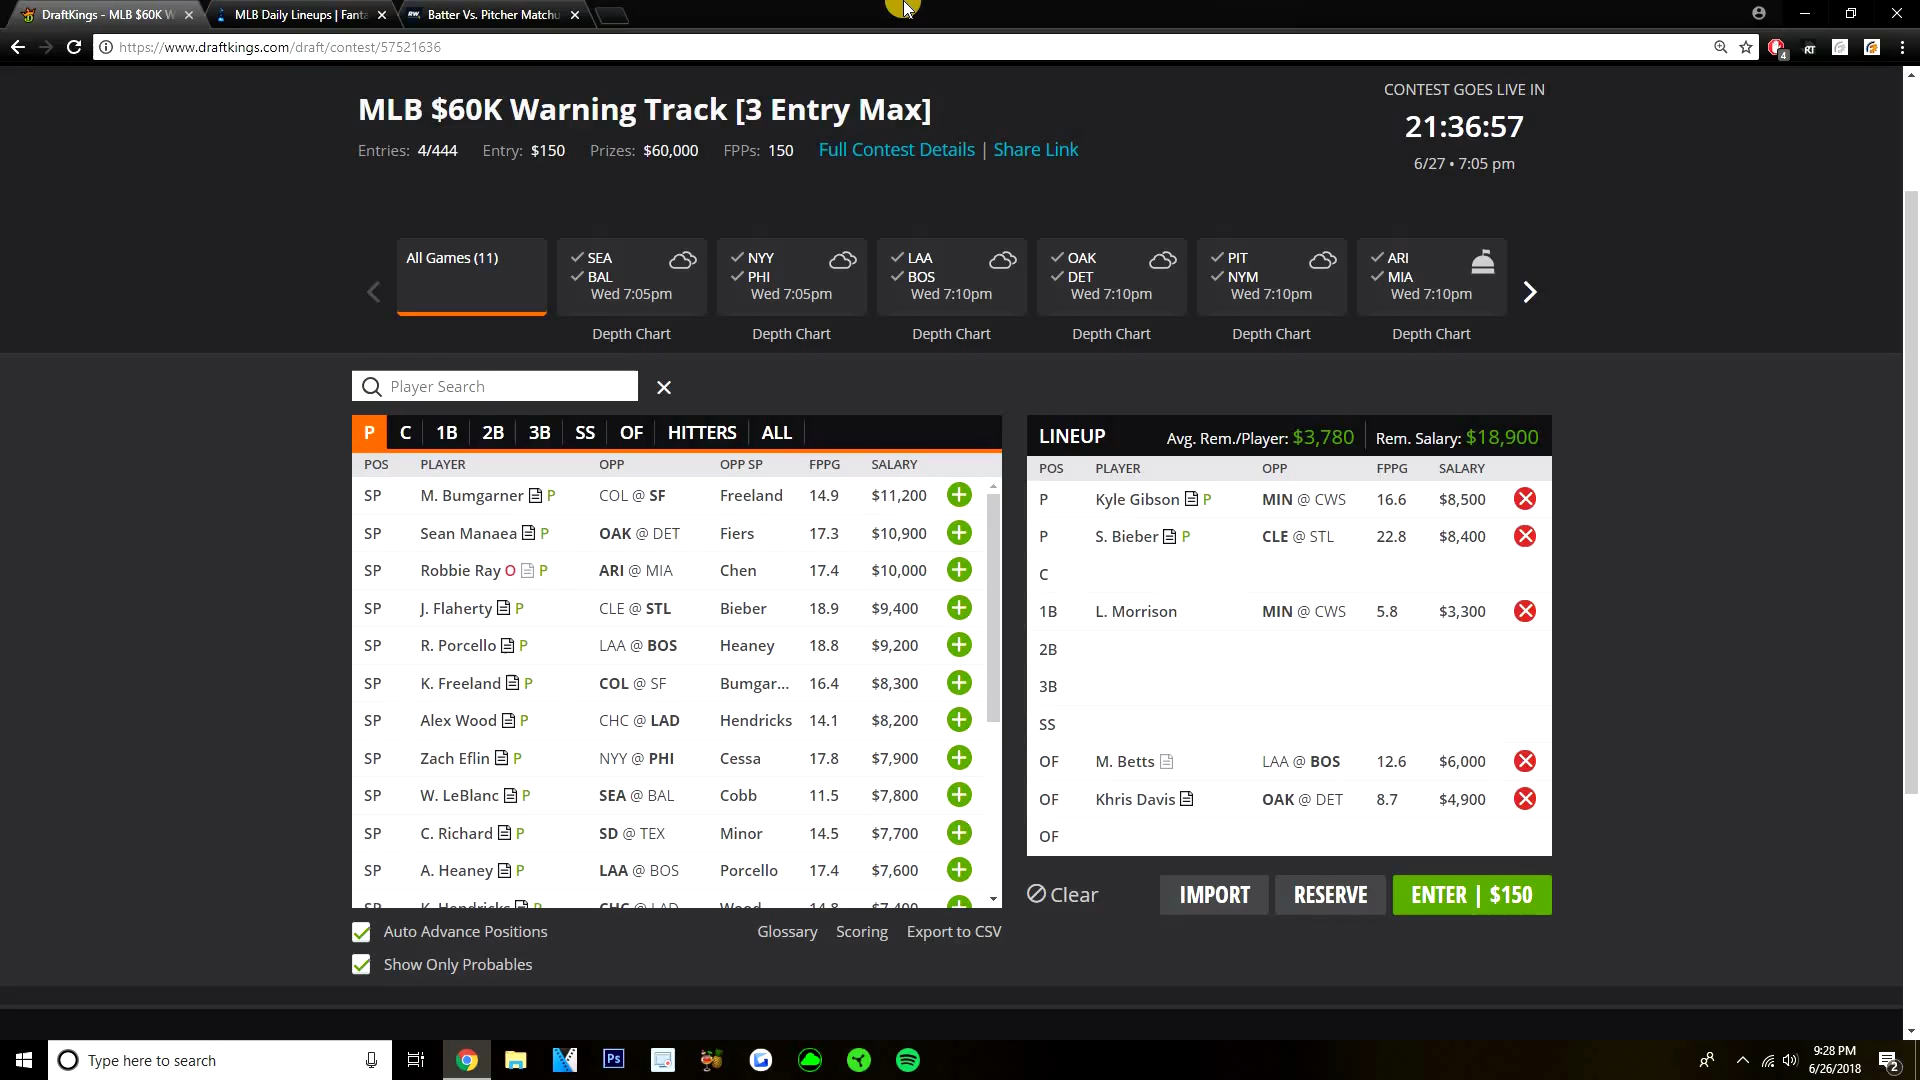 DraftKings - MLB $60K W
MLB Daily Lineups | Fanta
Batter Vs. Pitcher Matchu
https://www.draftkings.com/draft/contest/57521636
MLB $60K Warning Track [3 Entry Max]
Entries: 4/444 Entry: $150 Prizes: $60,000 FPPs: 150 Full Contest Details | Share Link
CONTEST GOES LIVE IN
21:36:57
6/27 • 7:05 pm
All Games (11)
SEA
BAL
Wed 7:05pm
Depth Chart
NYY
PHI
Wed 7:05pm
Depth Chart
LAA
BOS
Wed 7:10pm
Depth Chart
OAK
DET
Wed 7:10pm
Depth Chart
PIT
NYM
Wed 7:10pm
Depth Chart
ARI
MIA
Wed 7:10pm
Depth Chart
Player Search
P C 1B 2B 3B SS OF HITTERS ALL
POS PLAYER OPP OPP SP FPPG SALARY
SP M. Bumgarner P COL @ SF Freeland 14.9 $11,200
SP Sean Manaea P OAK @ DET Fiers 17.3 $10,900
SP Robbie Ray O P ARI @ MIA Chen 17.4 $10,000
SP J. Flaherty P CLE @ STL Bieber 18.9 $9,400
SP R. Porcello P LAA @ BOS Heaney 18.8 $9,200
SP K. Freeland P COL @ SF Bumgar... 16.4 $8,300
SP Alex Wood P CHC @ LAD Hendricks 14.1 $8,200
SP Zach Eflin P NYY @ PHI Cessa 17.8 $7,900
SP W. LeBlanc P SEA @ BAL Cobb 11.5 $7,800
SP C. Richard P SD @ TEX Minor 14.5 $7,700
SP A. Heaney P LAA @ BOS Porcello 17.4 $7,600
SP K. Hendricks P CHC @ LAD Wood 14.8 $7,400
Auto Advance Positions
Show Only Probables
Glossary Scoring Export to CSV
LINEUP Avg. Rem./Player: $3,780 Rem. Salary: $18,900
POS PLAYER OPP FPPG SALARY
P Kyle Gibson P MIN @ CWS 16.6 $8,500
P S. Bieber P CLE @ STL 22.8 $8,400
C
1B L. Morrison MIN @ CWS 5.8 $3,300
2B
3B
SS
OF M. Betts LAA @ BOS 12.6 $6,000
OF Khris Davis OAK @ DET 8.7 $4,900
OF
Clear IMPORT RESERVE ENTER | $150
Type here to search
9:28 PM
6/26/2018